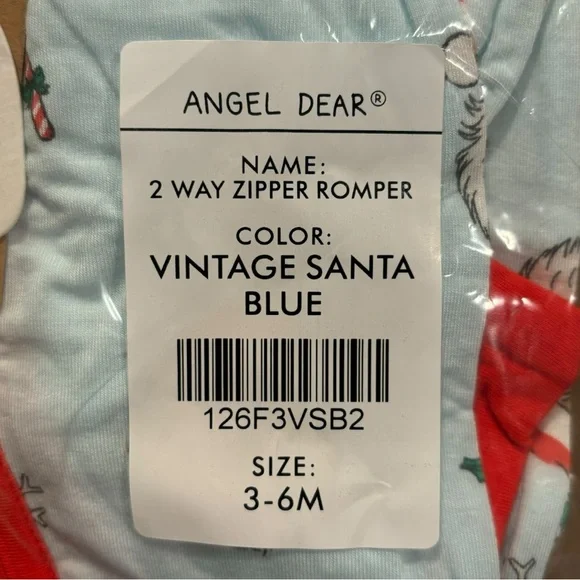 ANGEL DEAR®
NAME:
2 WAY ZIPPER ROMPER
COLOR:
VINTAGE SANTA
BLUE
126F3VSB2
SIZE:
3-6M